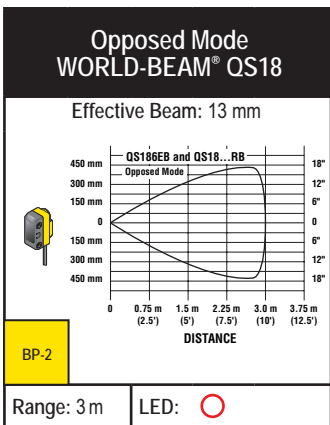 Opposed Mode
WORLD-BEAM® QS18
Effective Beam: 13 mm
QS186EB and QS18...RB
Opposed Mode
450 mm 18"
300 mm 12"
150 mm 6"
0 0
150 mm 6"
300 mm 12"
450 mm 18"
0 0.75 m 1.5 m 2.25 m 3.0 m 3.75 m
(2.5') (5') (7.5') (10') (12.5')
DISTANCE
BP-2
Range: 3 m LED: